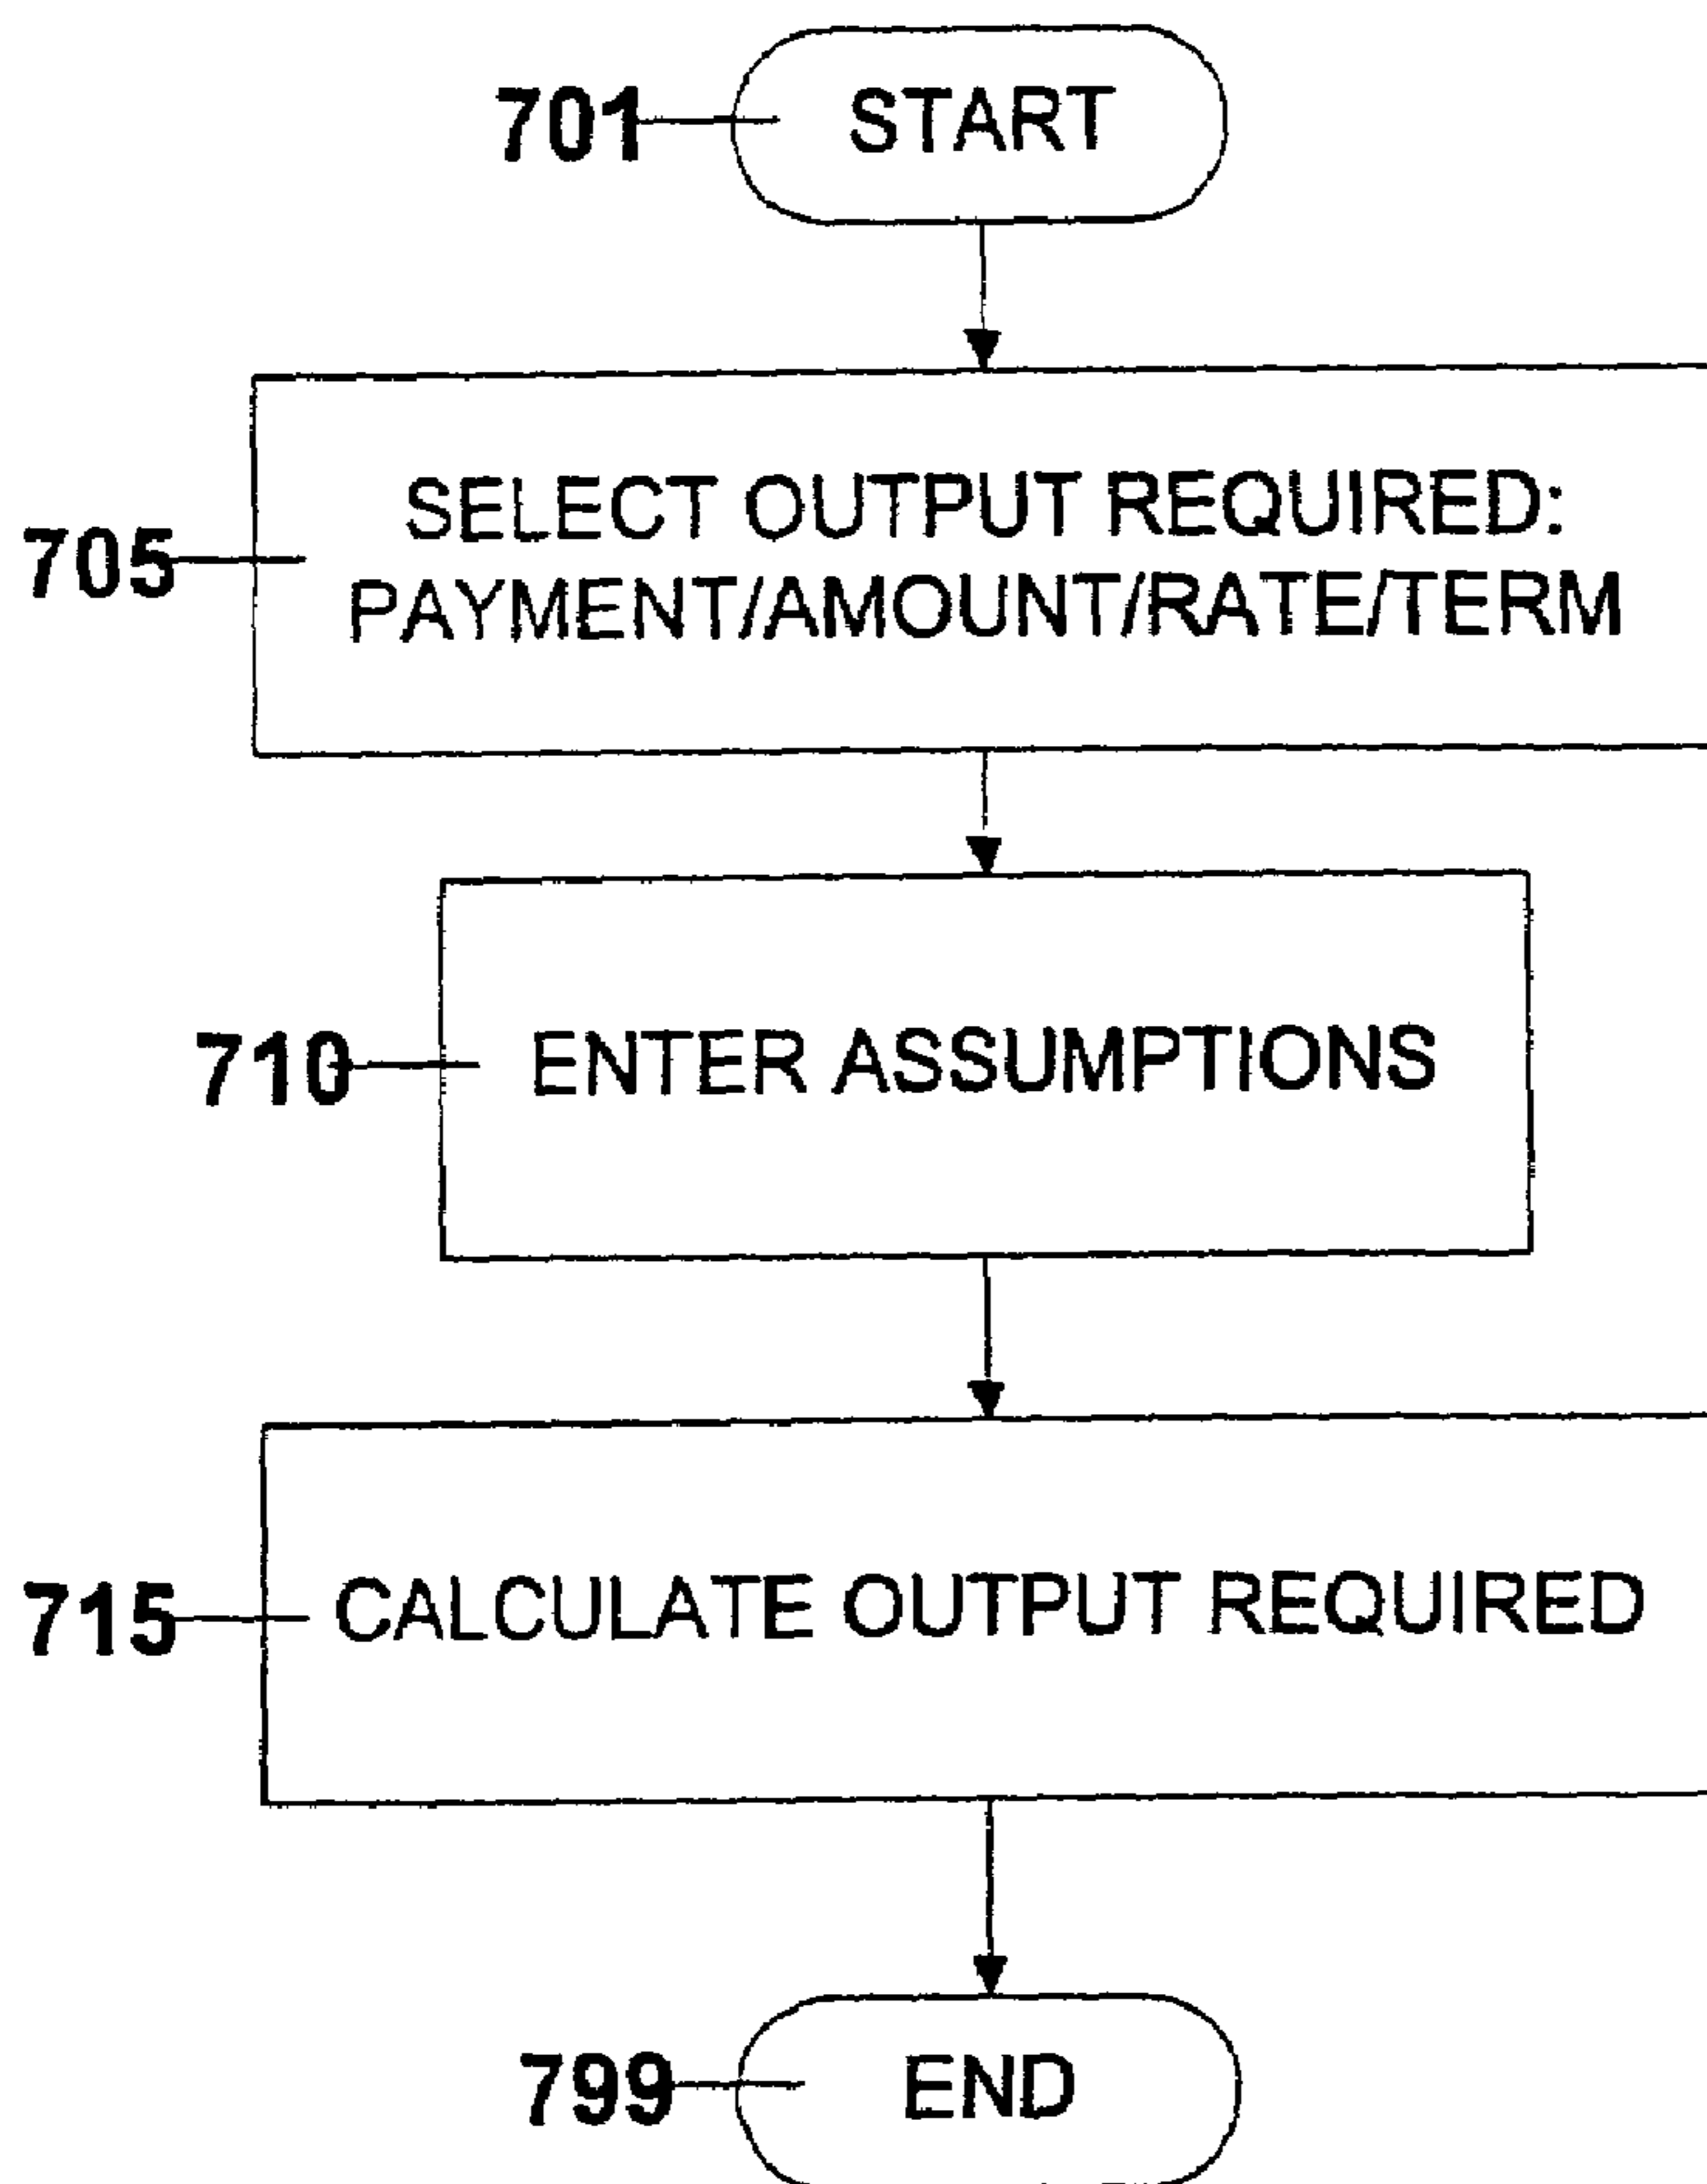 701 START
705
SELECT OUTPUT REQUIRED:
PAYMENT/AMOUNT/RATE/TERM
710 ENTER ASSUMPTIONS
715 CALCULATE OUTPUT REQUIRED
799 END